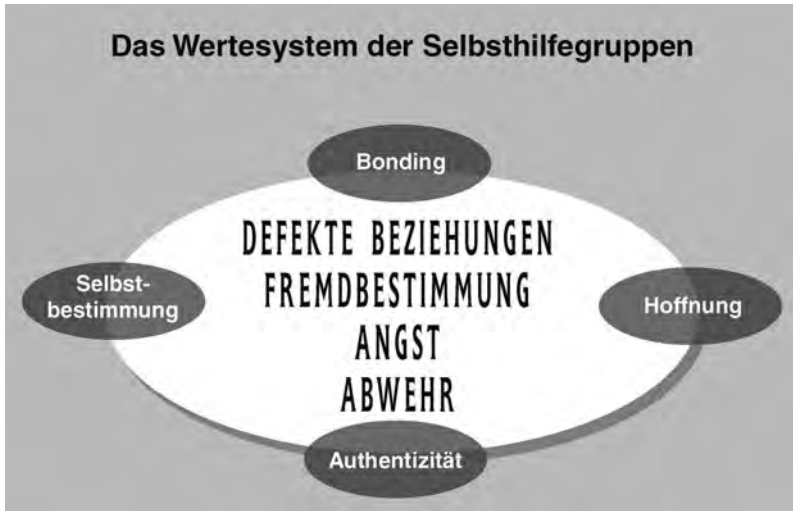 Das Wertesystem der Selbsthilfegruppen
Bonding
DEFEKTE BEZIEHUNGEN
FREMDBESTIMMUNG
ANGST
ABWEHR
Selbst-
bestimmung
Hoffnung
Authentizität